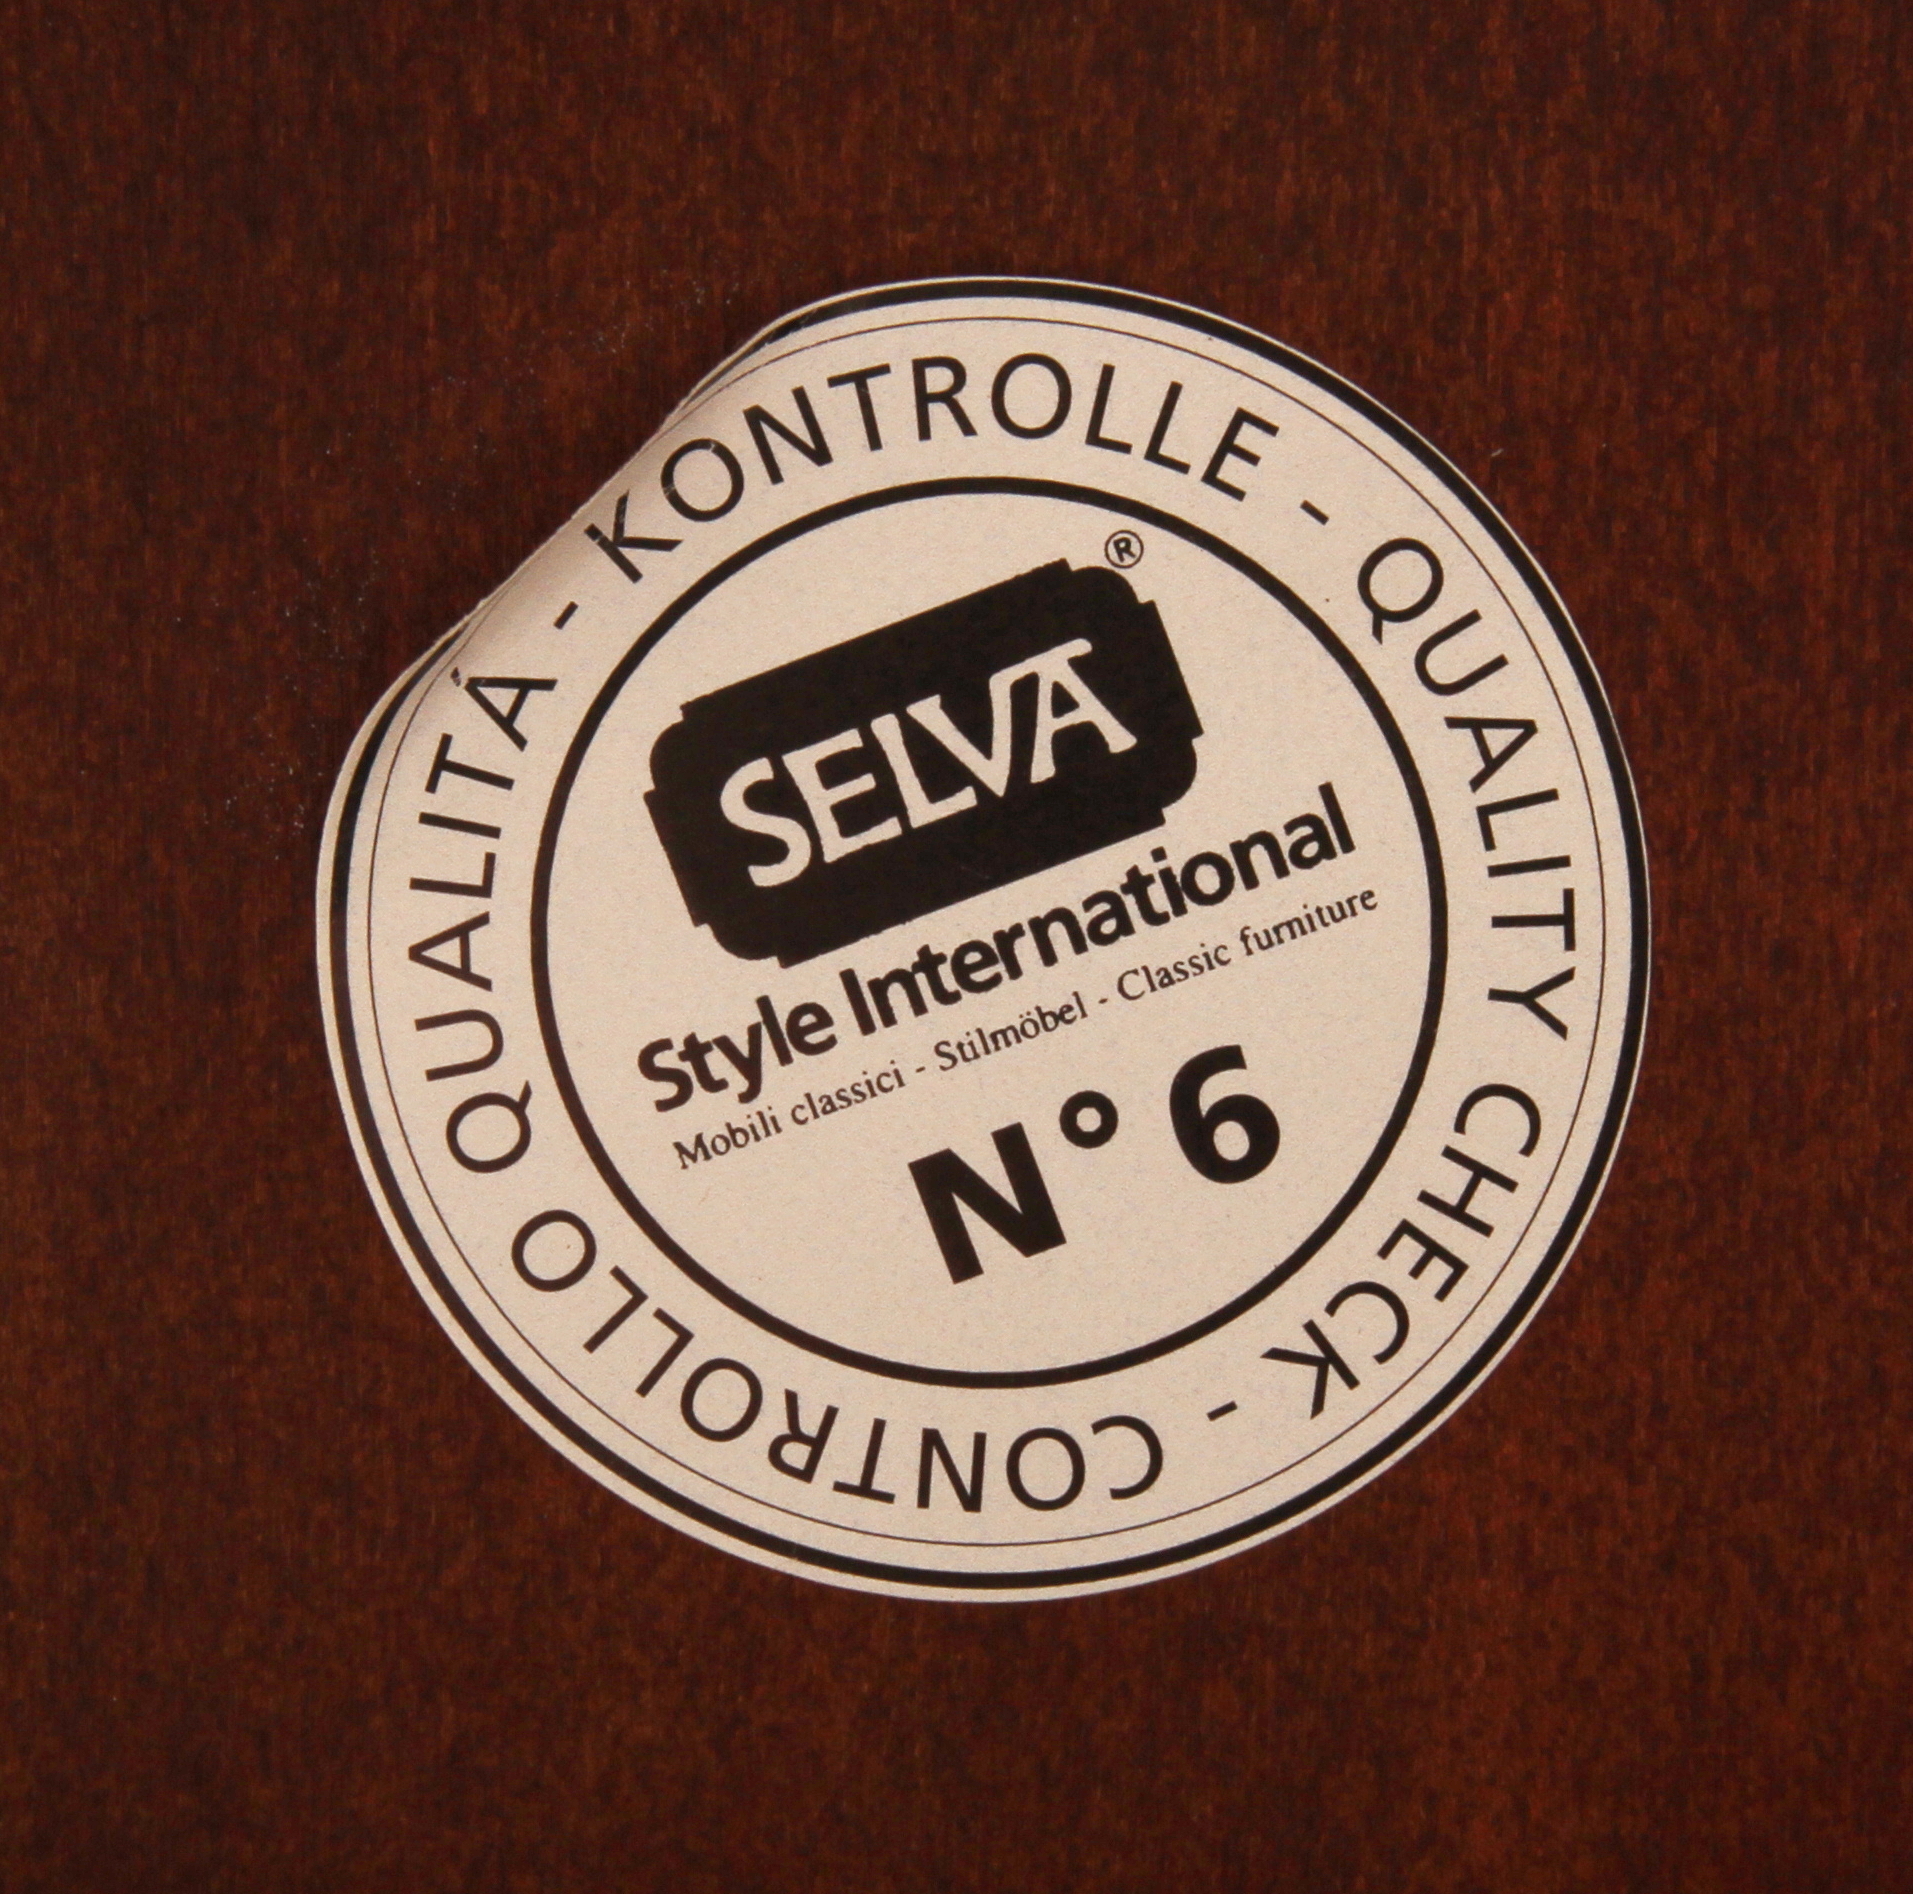 KONTROLLE - QUALITY CHECK - CONTROLLO QUALITÁ -
SELVA®
Style International
Mobili classici - Stilmöbel - Classic furniture
N° 6